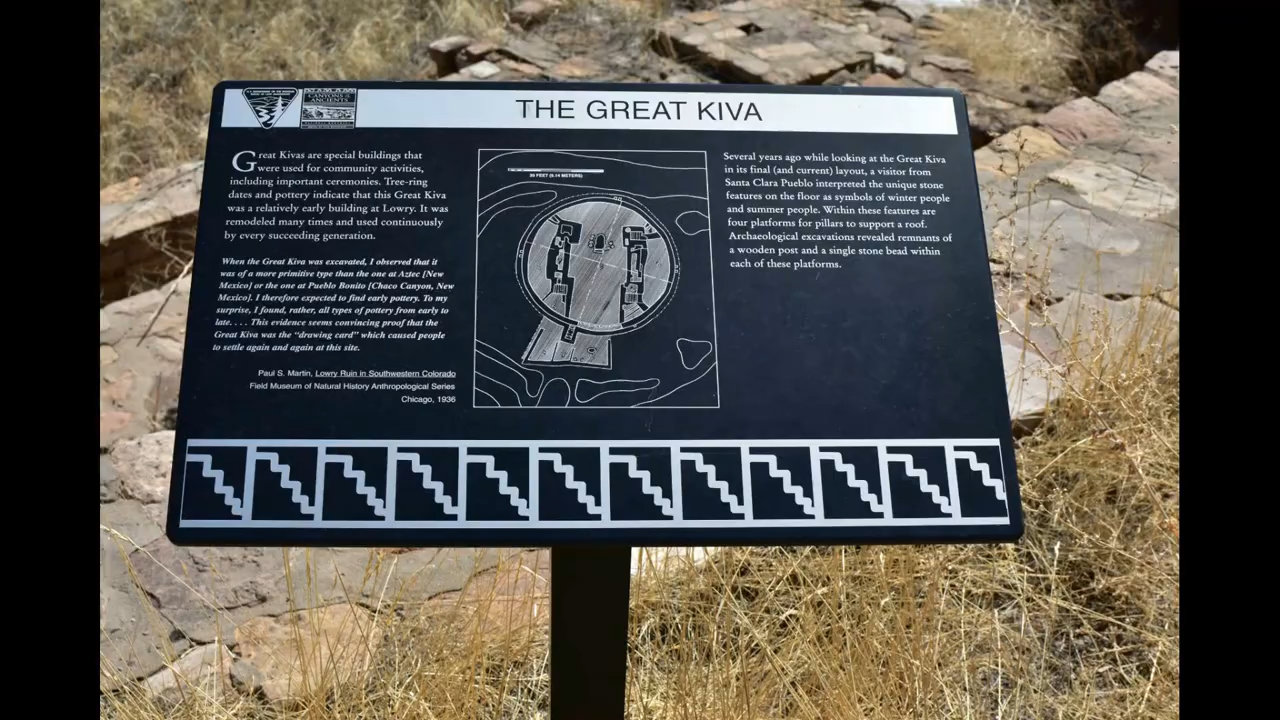 THE GREAT KIVA
CANYONS of the
ANCIENTS
Great Kivas are special buildings that
were used for community activities,
including important ceremonies. Tree-ring
dates and pottery indicate that this Great Kiva
was a relatively early building at Lowry. It was
remodeled many times and used continuously
by every succeeding generation.
When the Great Kiva was excavated, I observed that it
was of a more primitive type than the one at Aztec [New
Mexico] or the one at Pueblo Bonito [Chaco Canyon, New
Mexico]. I therefore expected to find early pottery. To my
surprise, I found, rather, all types of pottery from early to
late. . . . This evidence seems convincing proof that the
Great Kiva was the “drawing card” which caused people
to settle again and again at this site.
Paul S. Martin, Lowry Ruin in Southwestern Colorado
Field Museum of Natural History Anthropological Series
Chicago, 1936
30 FEET (9.14 METERS)
Several years ago while looking at the Great Kiva
in its final (and current) layout, a visitor from
Santa Clara Pueblo interpreted the unique stone
features on the floor as symbols of winter people
and summer people. Within these features are
four platforms for pillars to support a roof.
Archaeological excavations revealed remnants of
a wooden post and a single stone bead within
each of these platforms.